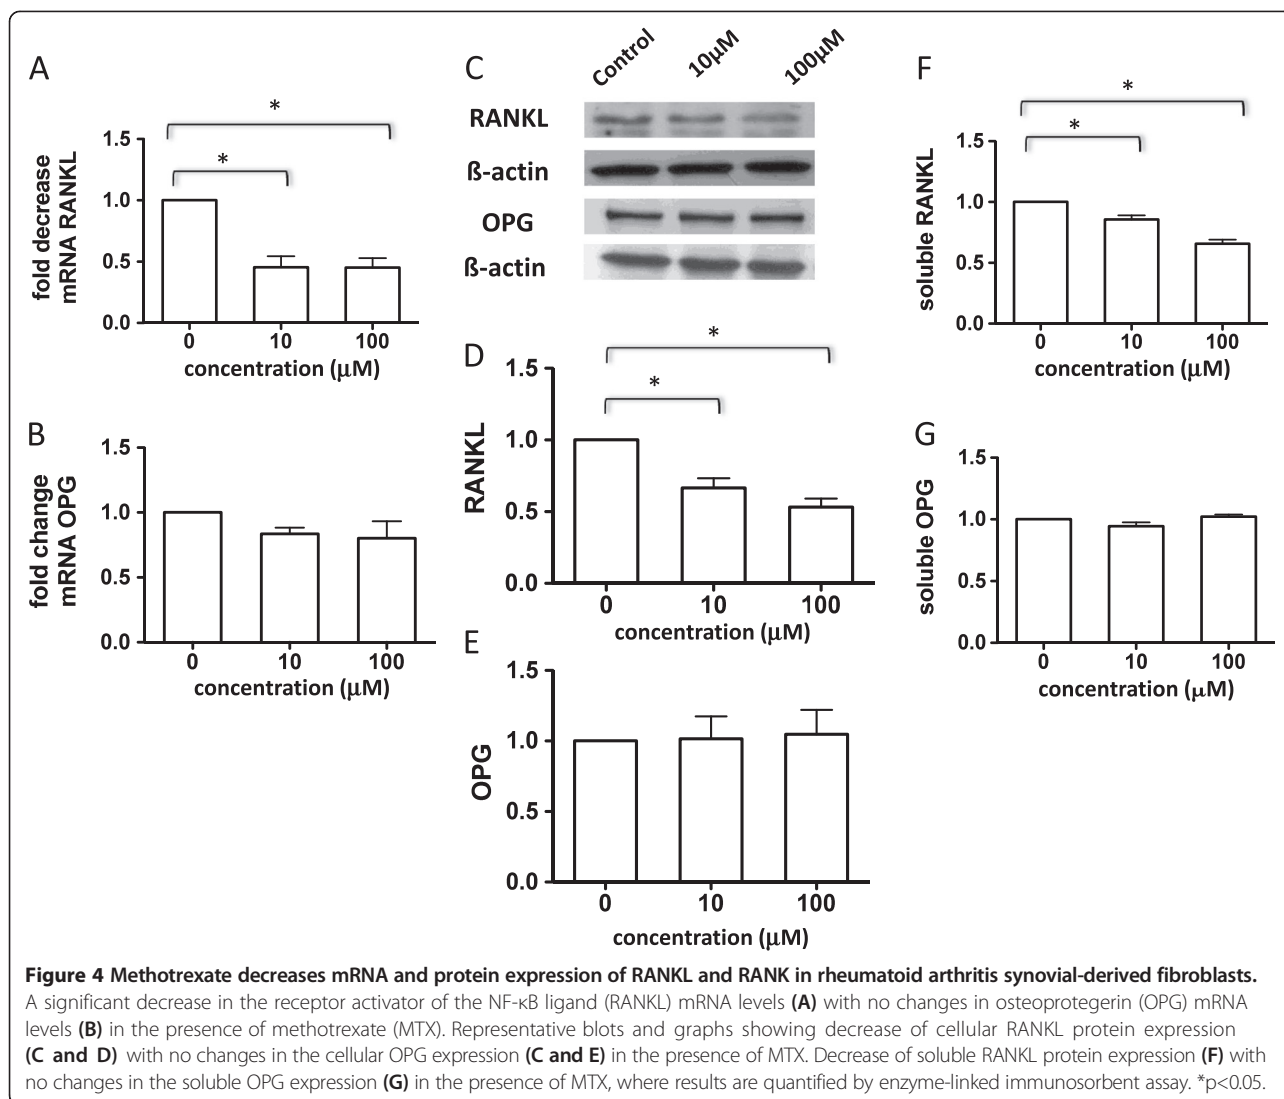 A
*
*
1.5
1.0
0.5
0.0
fold decrease
mRNA RANKL
0 10 100
concentration (μM)
B
1.5
1.0
0.5
0.0
fold change
mRNA OPG
0 10 100
concentration (μM)
C
Control 10μM 100μM
RANKL
ß-actin
OPG
ß-actin
D
*
*
1.5
1.0
0.5
0.0
RANKL
0 10 100
concentration (μM)
E
1.5
1.0
0.5
0.0
OPG
0 10 100
concentration (μM)
F
*
*
1.5
1.0
0.5
0.0
soluble RANKL
0 10 100
concentration (μM)
G
1.5
1.0
0.5
0.0
soluble OPG
0 10 100
concentration (μM)
Figure 4 Methotrexate decreases mRNA and protein expression of RANKL and RANK in rheumatoid arthritis synovial-derived fibroblasts.
A significant decrease in the receptor activator of the NF-κB ligand (RANKL) mRNA levels (A) with no changes in osteoprotegerin (OPG) mRNA
levels (B) in the presence of methotrexate (MTX). Representative blots and graphs showing decrease of cellular RANKL protein expression
(C and D) with no changes in the cellular OPG expression (C and E) in the presence of MTX. Decrease of soluble RANKL protein expression (F) with
no changes in the soluble OPG expression (G) in the presence of MTX, where results are quantified by enzyme-linked immunosorbent assay. *p<0.05.